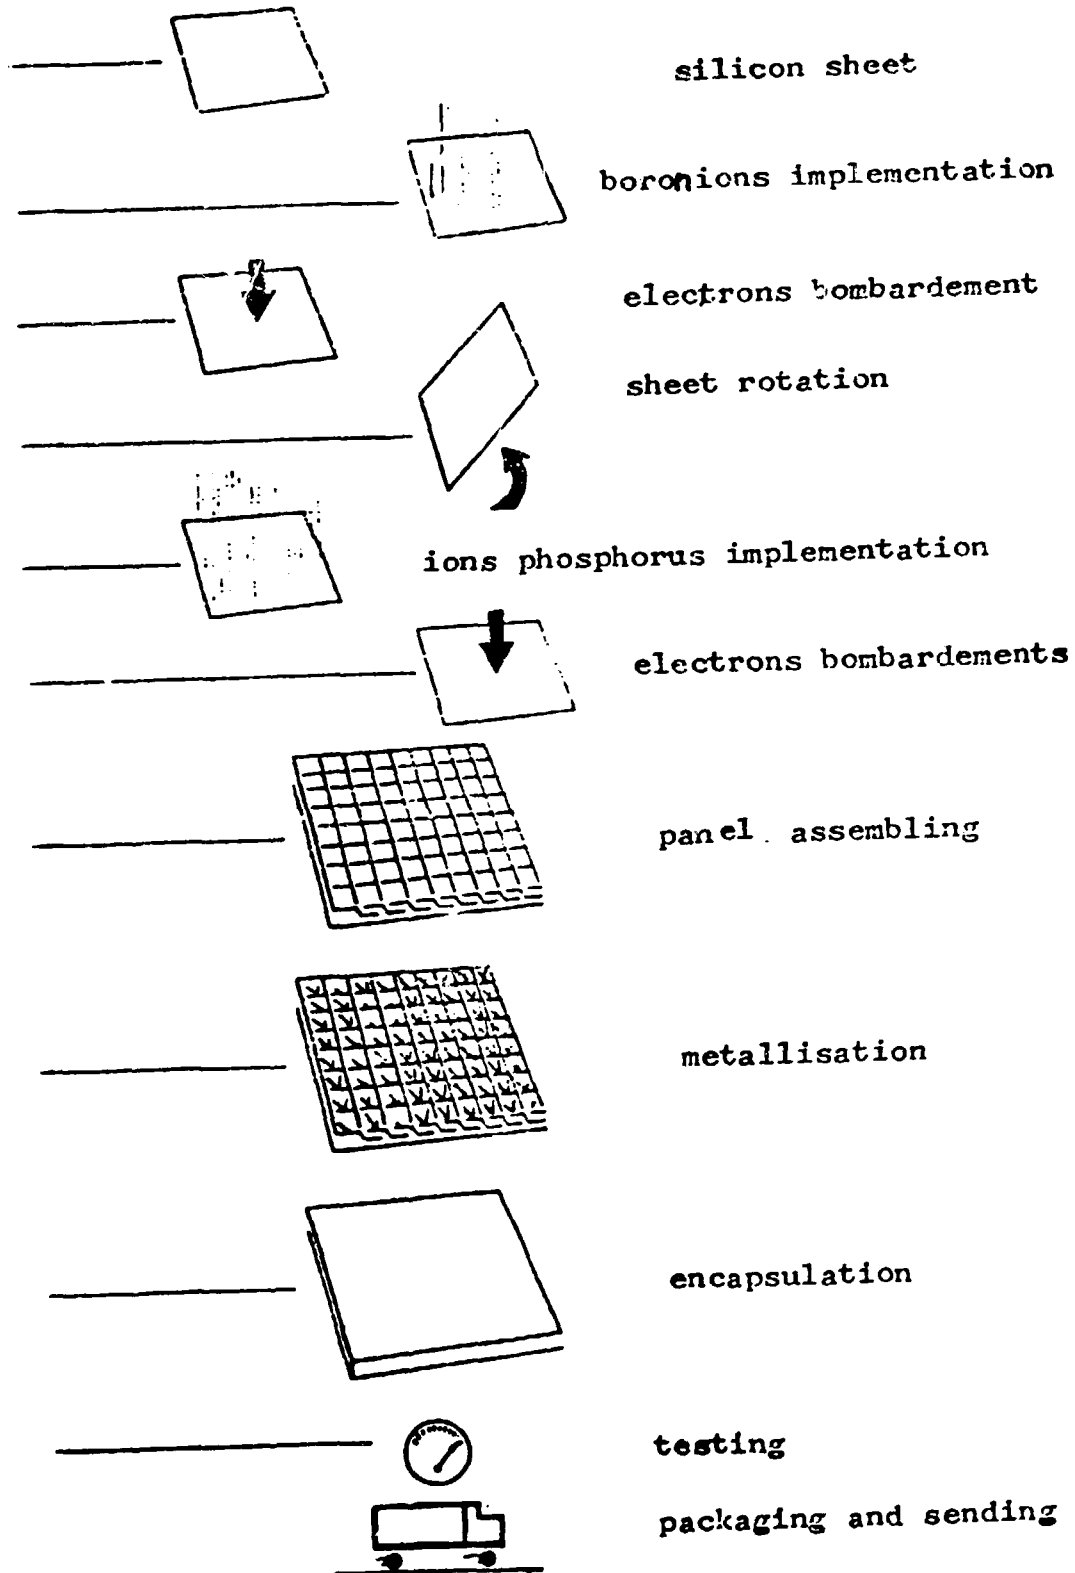 silicon sheet
boronions implementation
electrons bombardement
sheet rotation
ions phosphorus implementation
electrons bombardements
panel. assembling
metallisation
encapsulation
testing
packaging and sending